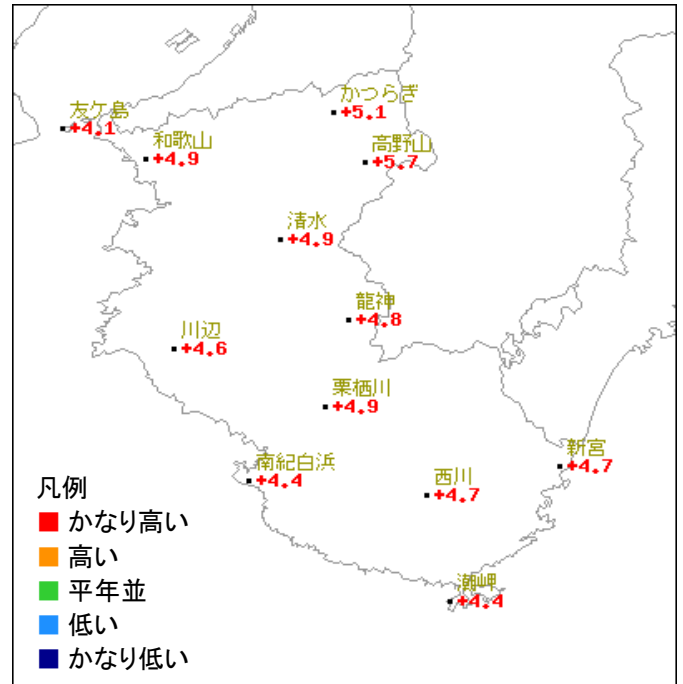 かつらぎ
+5.1
友ケ島
+4.1
和歌山
+4.9
高野山
+5.7
清水
+4.9
龍神
+4.8
川辺
+4.6
栗栖川
+4.9
新宮
+4.7
南紀白浜
+4.4
西川
+4.7
潮岬
+4.4
凡例
かなり高い
高い
平年並
低い
かなり低い